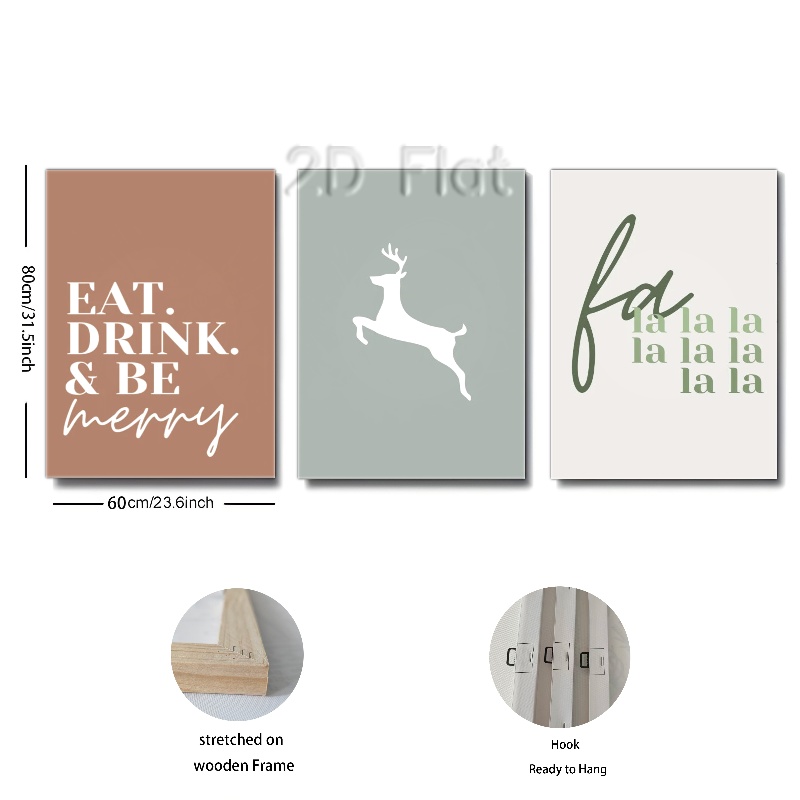 2D Flat
80cm/31.5inch
EAT.
DRINK.
& BE
merry
fa
la la la
la la la
la la
60cm/23.6inch
stretched on
wooden Frame
Hook
Ready to Hang